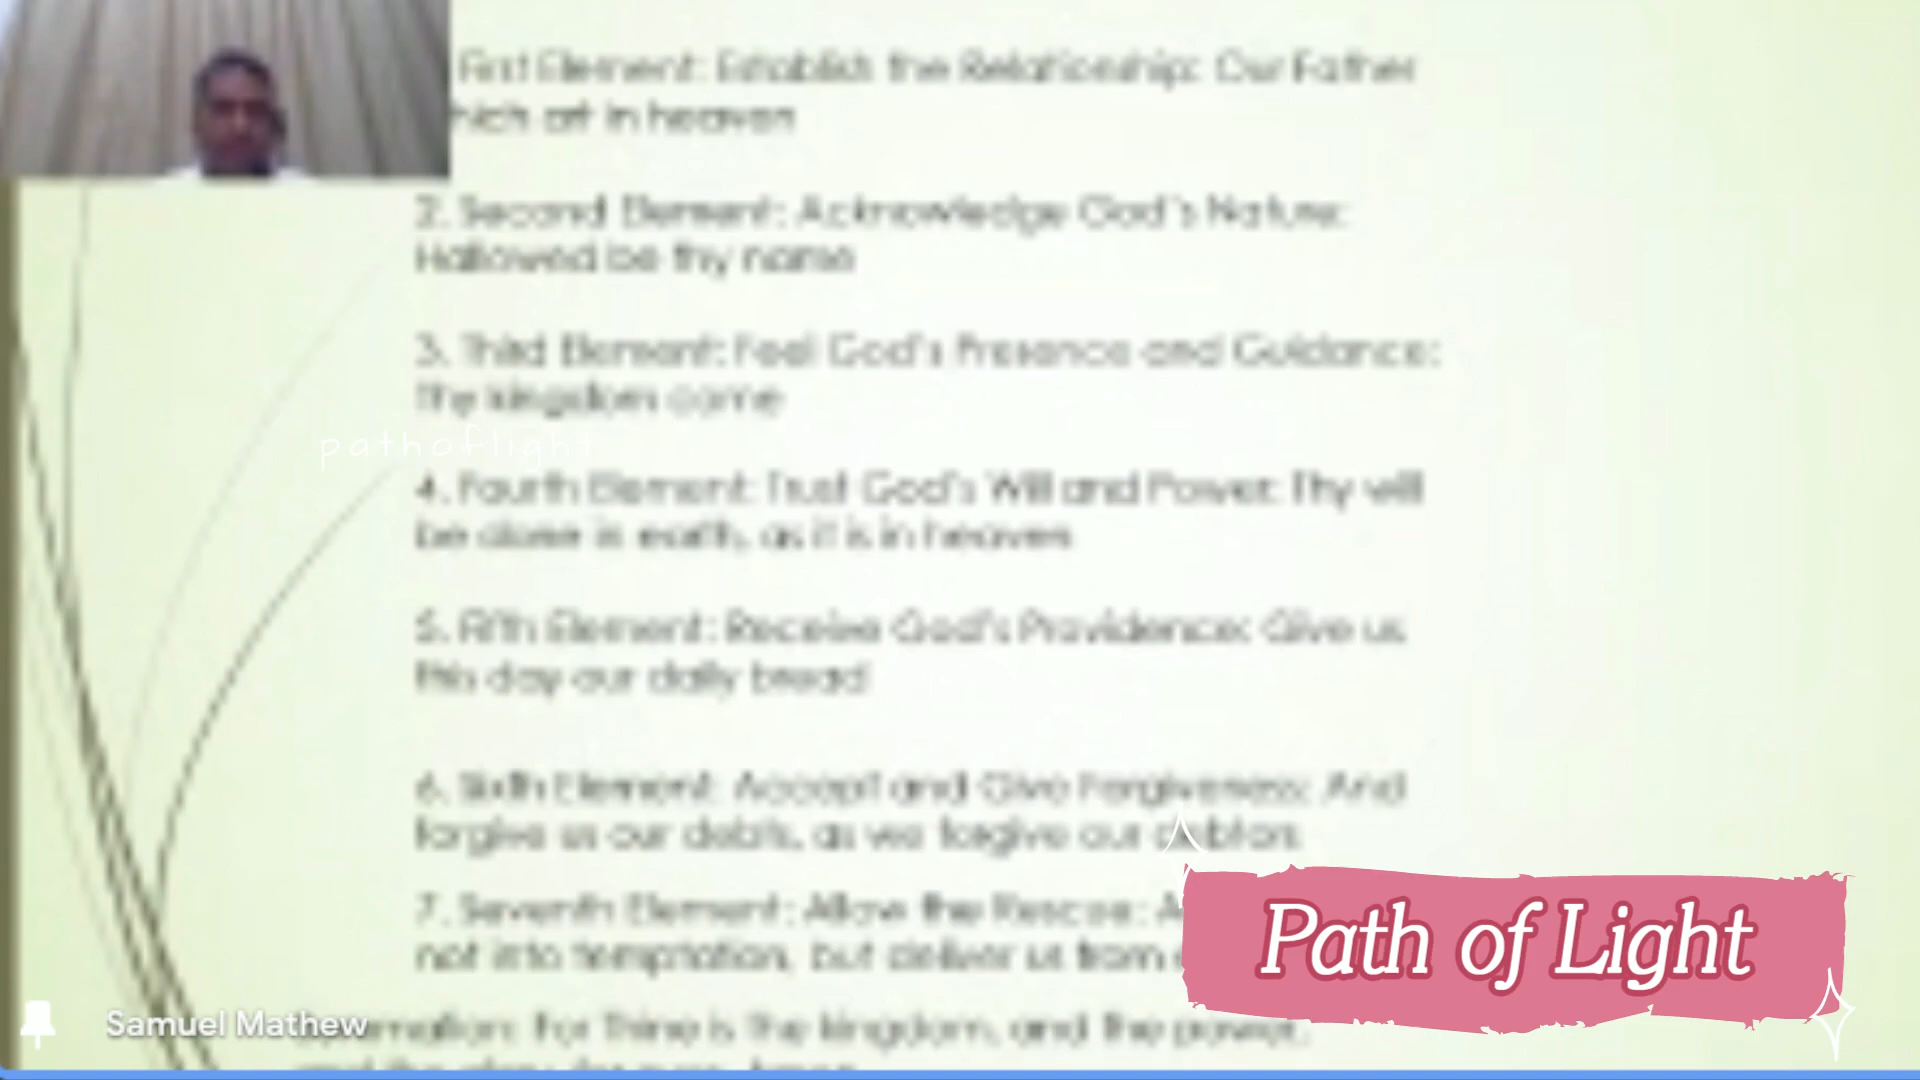 First Element: Establish the Relationship: Our Father
hich art in heaven
2. Second Element: Acknowledge God's Nature:
Hallowed be thy name
3. Third Element: Feel God's Presence and Guidance:
Thy kingdom come
pathoflight
4. Fourth Element: Trust God's Will and Power: Thy will
be done is earth, as it is in heaven
5. Fifth Element: Receive God's Providence: Give us
this day our daily bread
6. Sixth Element: Accept and Give Forgiveness: And
forgive us our debts, as we forgive our debtors
7. Seventh Element: Allow the Rescue: A
not into temptation, but deliver us from
Path of Light
Samuel Mathew
rmation: For Thine is the kingdom, and the power,